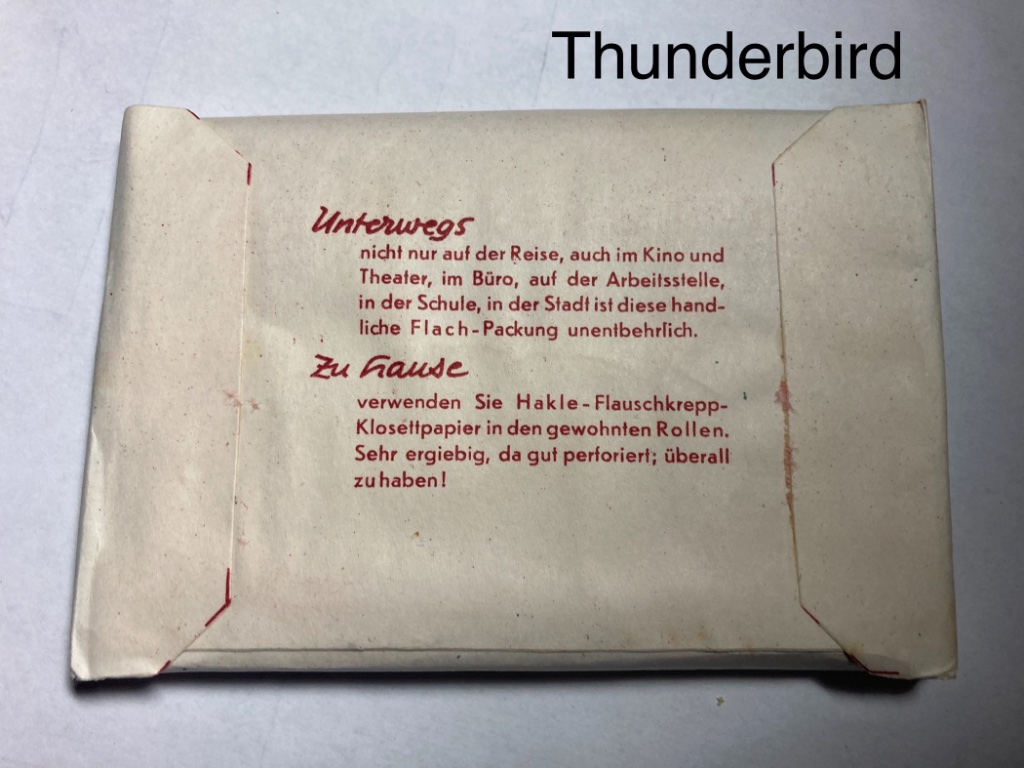 Thunderbird
Unterwegs
nicht nur auf der Reise, auch im Kino und
Theater, im Büro, auf der Arbeitsstelle,
in der Schule, in der Stadt ist diese hand-
liche Flach-Packung unentbehrlich.
Zu Hause
verwenden Sie Hakle-Flauschkrepp-
Klosettpapier in den gewohnten Rollen.
Sehr ergiebig, da gut perforiert; überall
zu haben!